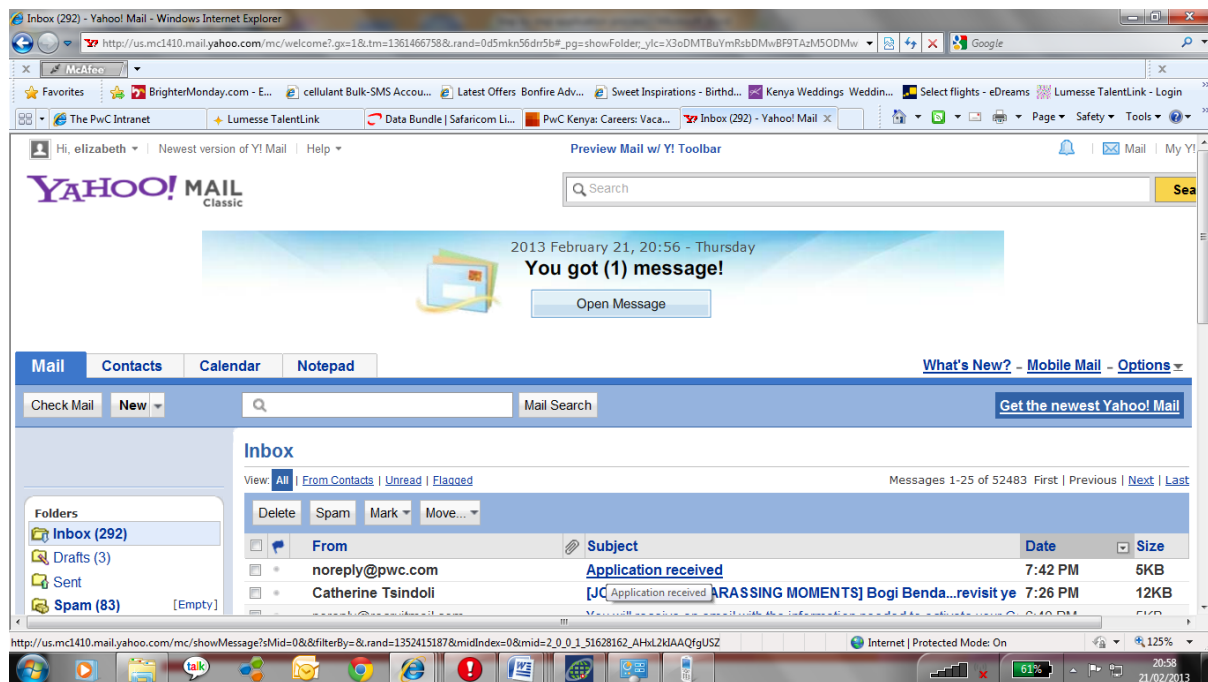 Inbox (292) - Yahoo! Mail - Windows Internet Explorer
http://us.mc1410.mail.yahoo.com/mc/welcome?.gx=1&.tm=1361466758&.rand=0d5mkn56drr5b#_pg=showFolder;_ylc=X3oDMTBuYmRsbDMwBF9TAzM5ODMw Google
X McAfee x
Favorites BrighterMonday.com - E... cellulant Bulk-SMS Accou... Latest Offers Bonfire Adv... Sweet Inspirations - Birthd... Kenya Weddings Weddin... Select flights - eDreams Lumesse TalentLink - Login
The PwC Intranet Lumesse TalentLink Data Bundle | Safaricom Li... PwC Kenya: Careers: Vaca... Inbox (292) - Yahoo! Mail X Page Safety Tools
Hi, elizabeth | Newest version of Y! Mail | Help Preview Mail w/ Y! Toolbar | Mail | My Y!
YAHOO! MAIL
Classic
Search Sea
2013 February 21, 20:56 - Thursday
You got (1) message!
Open Message
Mail Contacts Calendar Notepad What's New? - Mobile Mail - Options
Check Mail New Mail Search Get the newest Yahoo! Mail
Inbox
View: All | From Contacts | Unread | Flagged Messages 1-25 of 52483 First | Previous | Next | Last
Folders
Delete Spam Mark Move...
Inbox (292)
From Subject Date Size
Drafts (3)
noreply@pwc.com Application received 7:42 PM 5KB
Sent
Catherine Tsindoli [JO ARASSING MOMENTS] Bogi Benda...revisit ye 7:26 PM 12KB
Application received
Spam (83) [Empty]
http://us.mc1410.mail.yahoo.com/mc/showMessage?sMid=0&&filterBy=&.rand=1352415187&midIndex=0&mid=2_0_0_1_51628162_AHxL2kIAAQfgUSZ Internet | Protected Mode: On 125%
talk 61% 20:58
21/02/2013